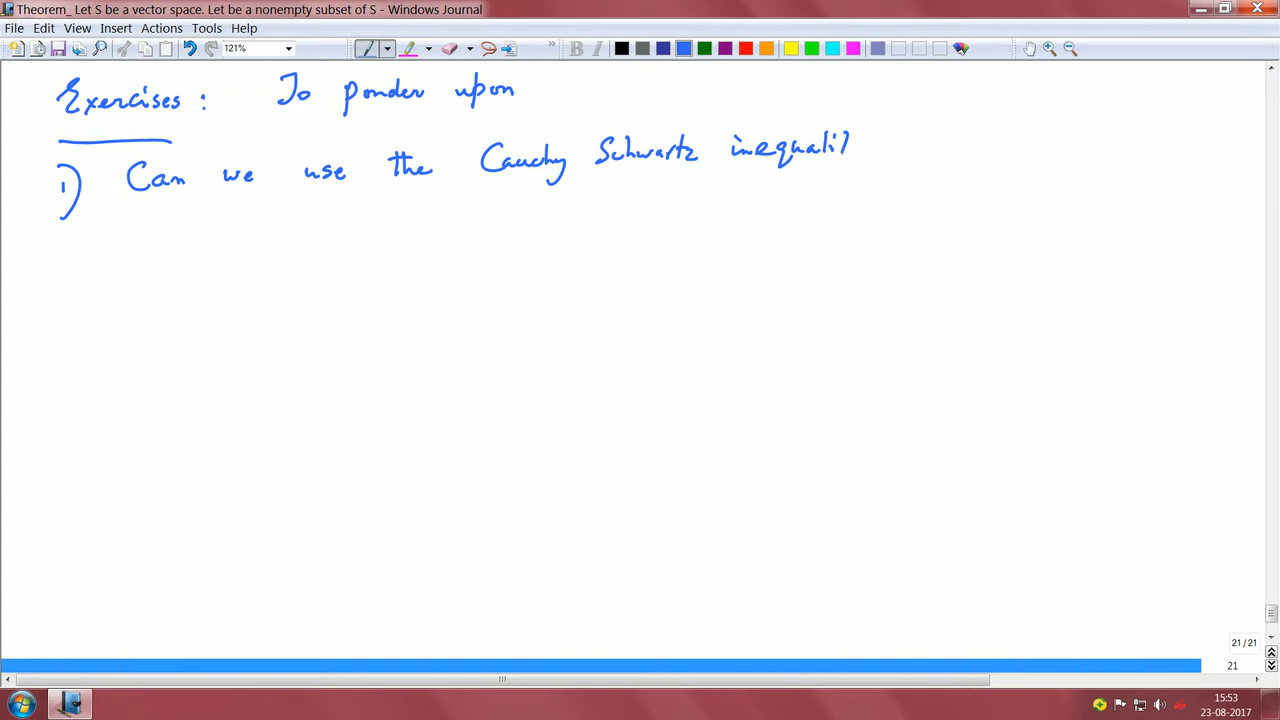 Theorem_ Let S be a vector space. Let be a nonempty subset of S - Windows Journal
File Edit View Insert Actions Tools Help
121%
Exercises : To ponder upon
1) Can we use the Cauchy Schwartz inequali
21 / 21
21
15:53
23-08-2017